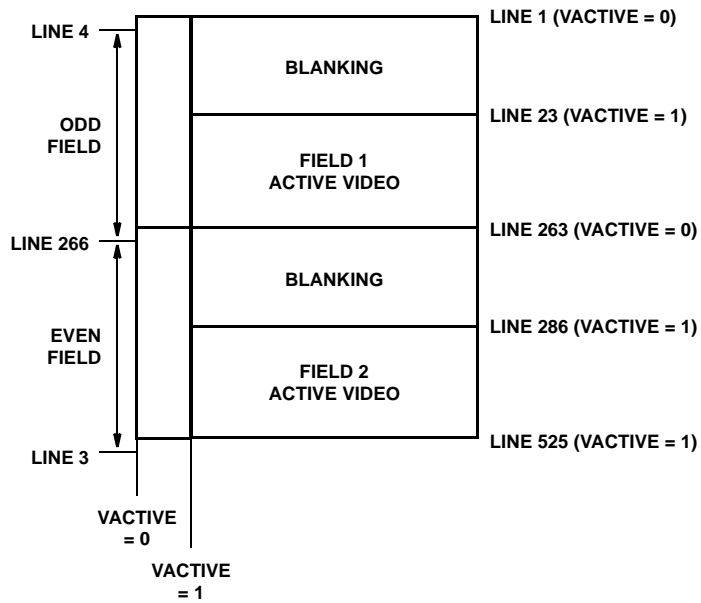 LINE 1 (VACTIVE = 0)
LINE 4
BLANKING
LINE 23 (VACTIVE = 1)
ODD
FIELD
FIELD 1
ACTIVE VIDEO
LINE 263 (VACTIVE = 0)
LINE 266
BLANKING
LINE 286 (VACTIVE = 1)
EVEN
FIELD
FIELD 2
ACTIVE VIDEO
LINE 525 (VACTIVE = 1)
LINE 3
VACTIVE
= 0
VACTIVE
= 1